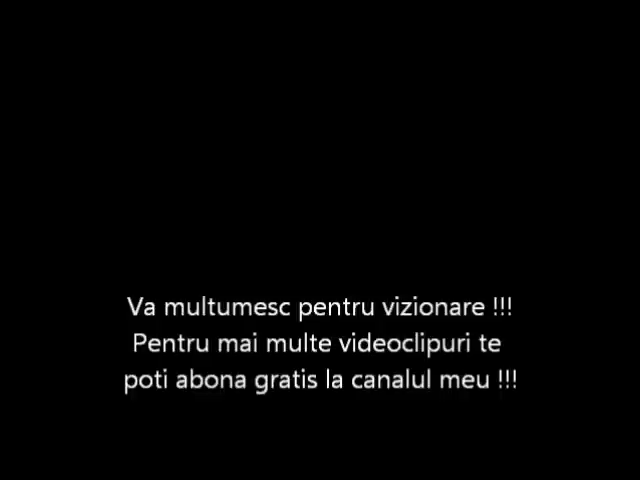 Va multumesc pentru vizionare !!!
Pentru mai multe videoclipuri te
poti abona gratis la canalul meu !!!